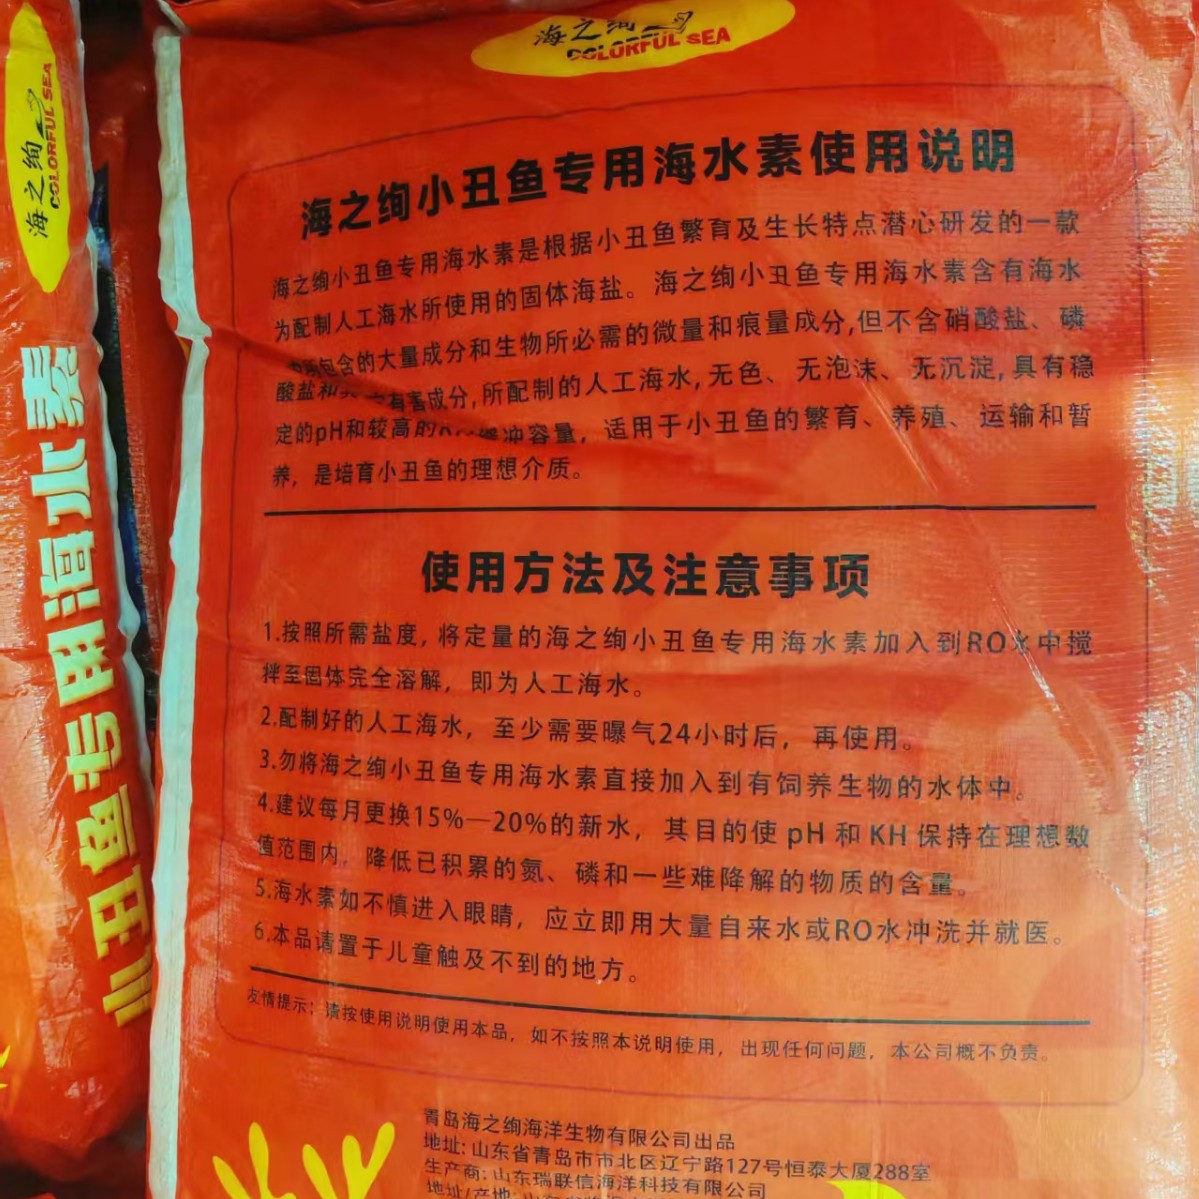 海之绚
COLORFUL SEA
海之绚
COLORFUL SEA
小丑鱼专用海水素
海之绚小丑鱼专用海水素使用说明
海之绚小丑鱼专用海水素是根据小丑鱼繁育及生长特点潜心研发的一款
为配制人工海水所使用的固体海盐。海之绚小丑鱼专用海水素含有海水
包含的大量成分和生物所必需的微量和痕量成分,但不含硝酸盐、磷
酸盐和 有害成分,所配制的人工海水,无色、无泡沫、无沉淀,具有稳
定的pH和较高的 缓冲容量，适用于小丑鱼的繁育、养殖、运输和暂
养，是培育小丑鱼的理想介质。
使用方法及注意事项
1.按照所需盐度,将定量的海之绚小丑鱼专用海水素加入到RO水中搅
拌至固体完全溶解，即为人工海水。
2.配制好的人工海水，至少需要曝气24小时后，再使用。
3.勿将海之绚小丑鱼专用海水素直接加入到有饲养生物的水体中。
4.建议每月更换15%—20%的新水，其目的使 pH 和 KH 保持在理想数
值范围内，降低已积累的氮、磷和一些难降解的物质的含量。
5.海水素如不慎进入眼睛，应立即用大量自来水或RO水冲洗并就医。
6.本品请置于儿童触及不到的地方。
友情提示：请按使用说明使用本品，如不按照本说明使用，出现任何问题，本公司概不负责。
青岛海之绚海洋生物有限公司出品
地址: 山东省青岛市市北区辽宁路127号恒泰大厦288室
生产商: 山东瑞联信海洋科技有限公司
地址/产地: